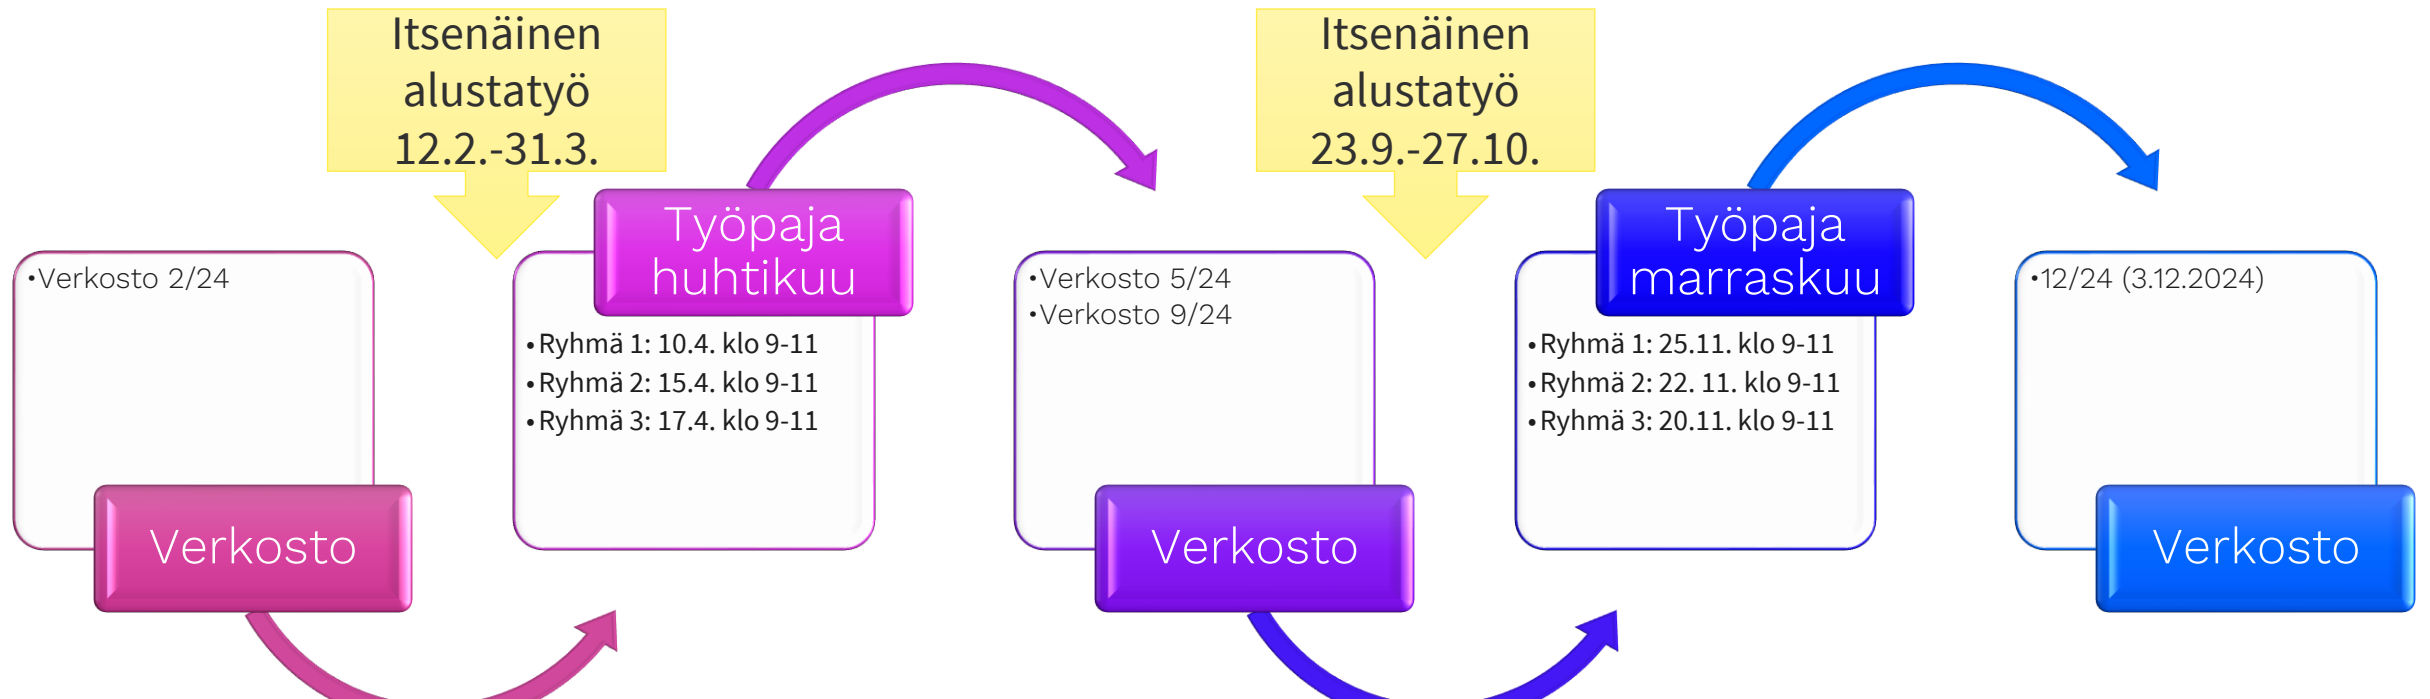 Itsenäinen
alustatyö
12.2.-31.3.
•Verkosto 2/24
Verkosto
Työpaja
huhtikuu
•Ryhmä 1: 10.4. klo 9-11
•Ryhmä 2: 15.4. klo 9-11
•Ryhmä 3: 17.4. klo 9-11
•Verkosto 5/24
•Verkosto 9/24
Verkosto
Itsenäinen
alustatyö
23.9.-27.10.
Työpaja
marraskuu
•Ryhmä 1: 25.11. klo 9-11
•Ryhmä 2: 22. 11. klo 9-11
•Ryhmä 3: 20.11. klo 9-11
•12/24 (3.12.2024)
Verkosto